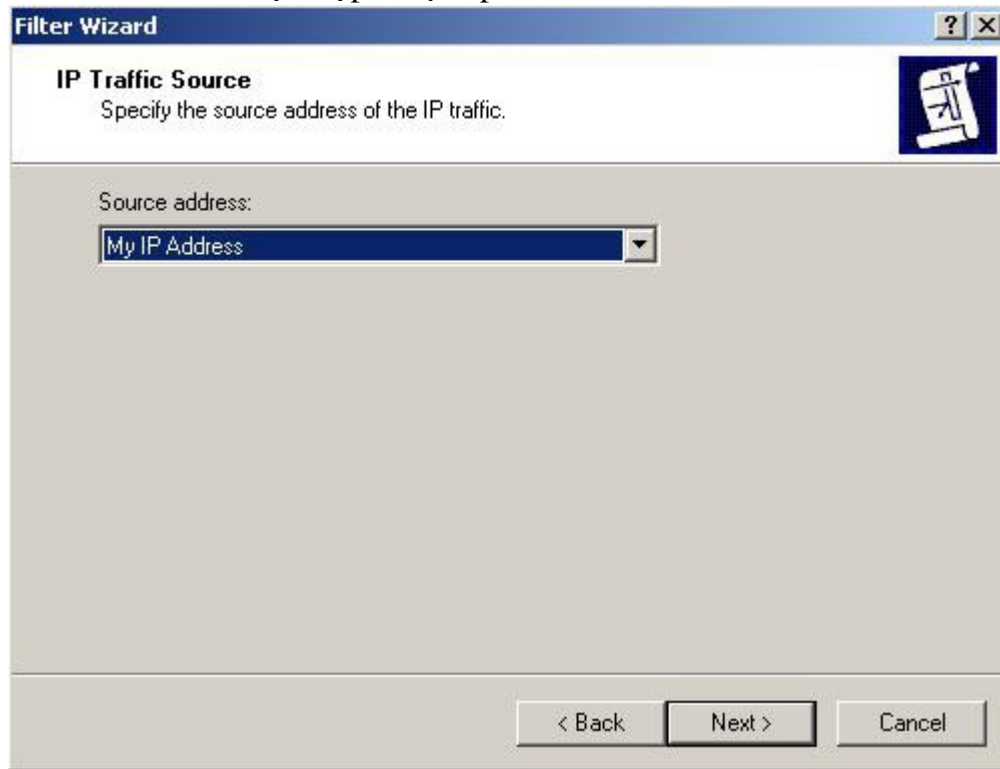 Filter Wizard
IP Traffic Source
Specify the source address of the IP traffic.
Source address:
My IP Address
< Back
Next >
Cancel